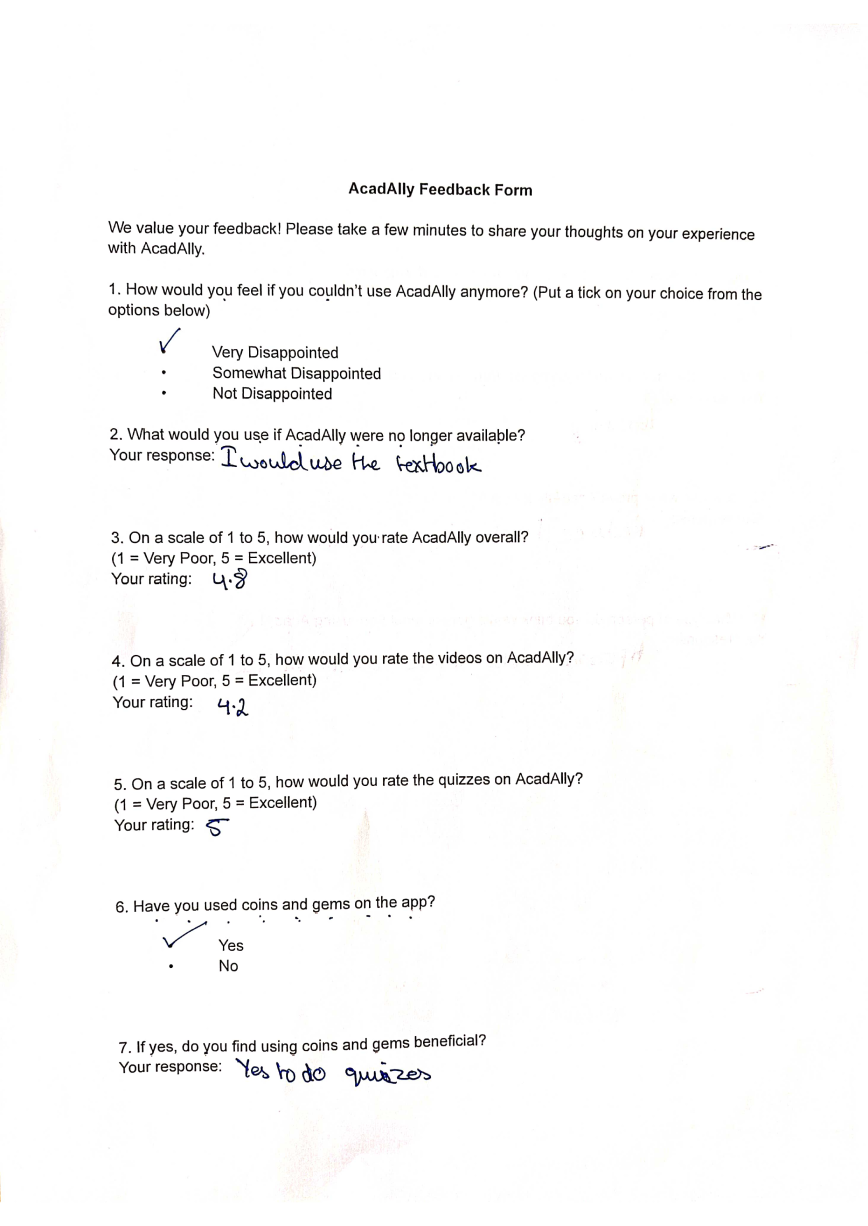 AcadAlly Feedback Form
We value your feedback! Please take a few minutes to share your thoughts on your experience
with AcadAlly.
1. How would you feel if you couldn't use AcadAlly anymore? (Put a tick on your choice from the
options below)
✓ Very Disappointed
• Somewhat Disappointed
• Not Disappointed
2. What would you use if AcadAlly were no longer available?
Your response: I would use the textbook
3. On a scale of 1 to 5, how would you rate AcadAlly overall?
(1 = Very Poor, 5 = Excellent)
Your rating: 4.8
4. On a scale of 1 to 5, how would you rate the videos on AcadAlly?
(1 = Very Poor, 5 = Excellent)
Your rating: 4.2
5. On a scale of 1 to 5, how would you rate the quizzes on AcadAlly?
(1 = Very Poor, 5 = Excellent)
Your rating: 5
6. Have you used coins and gems on the app?
✓ Yes
• No
7. If yes, do you find using coins and gems beneficial?
Your response: Yes to do quizzes